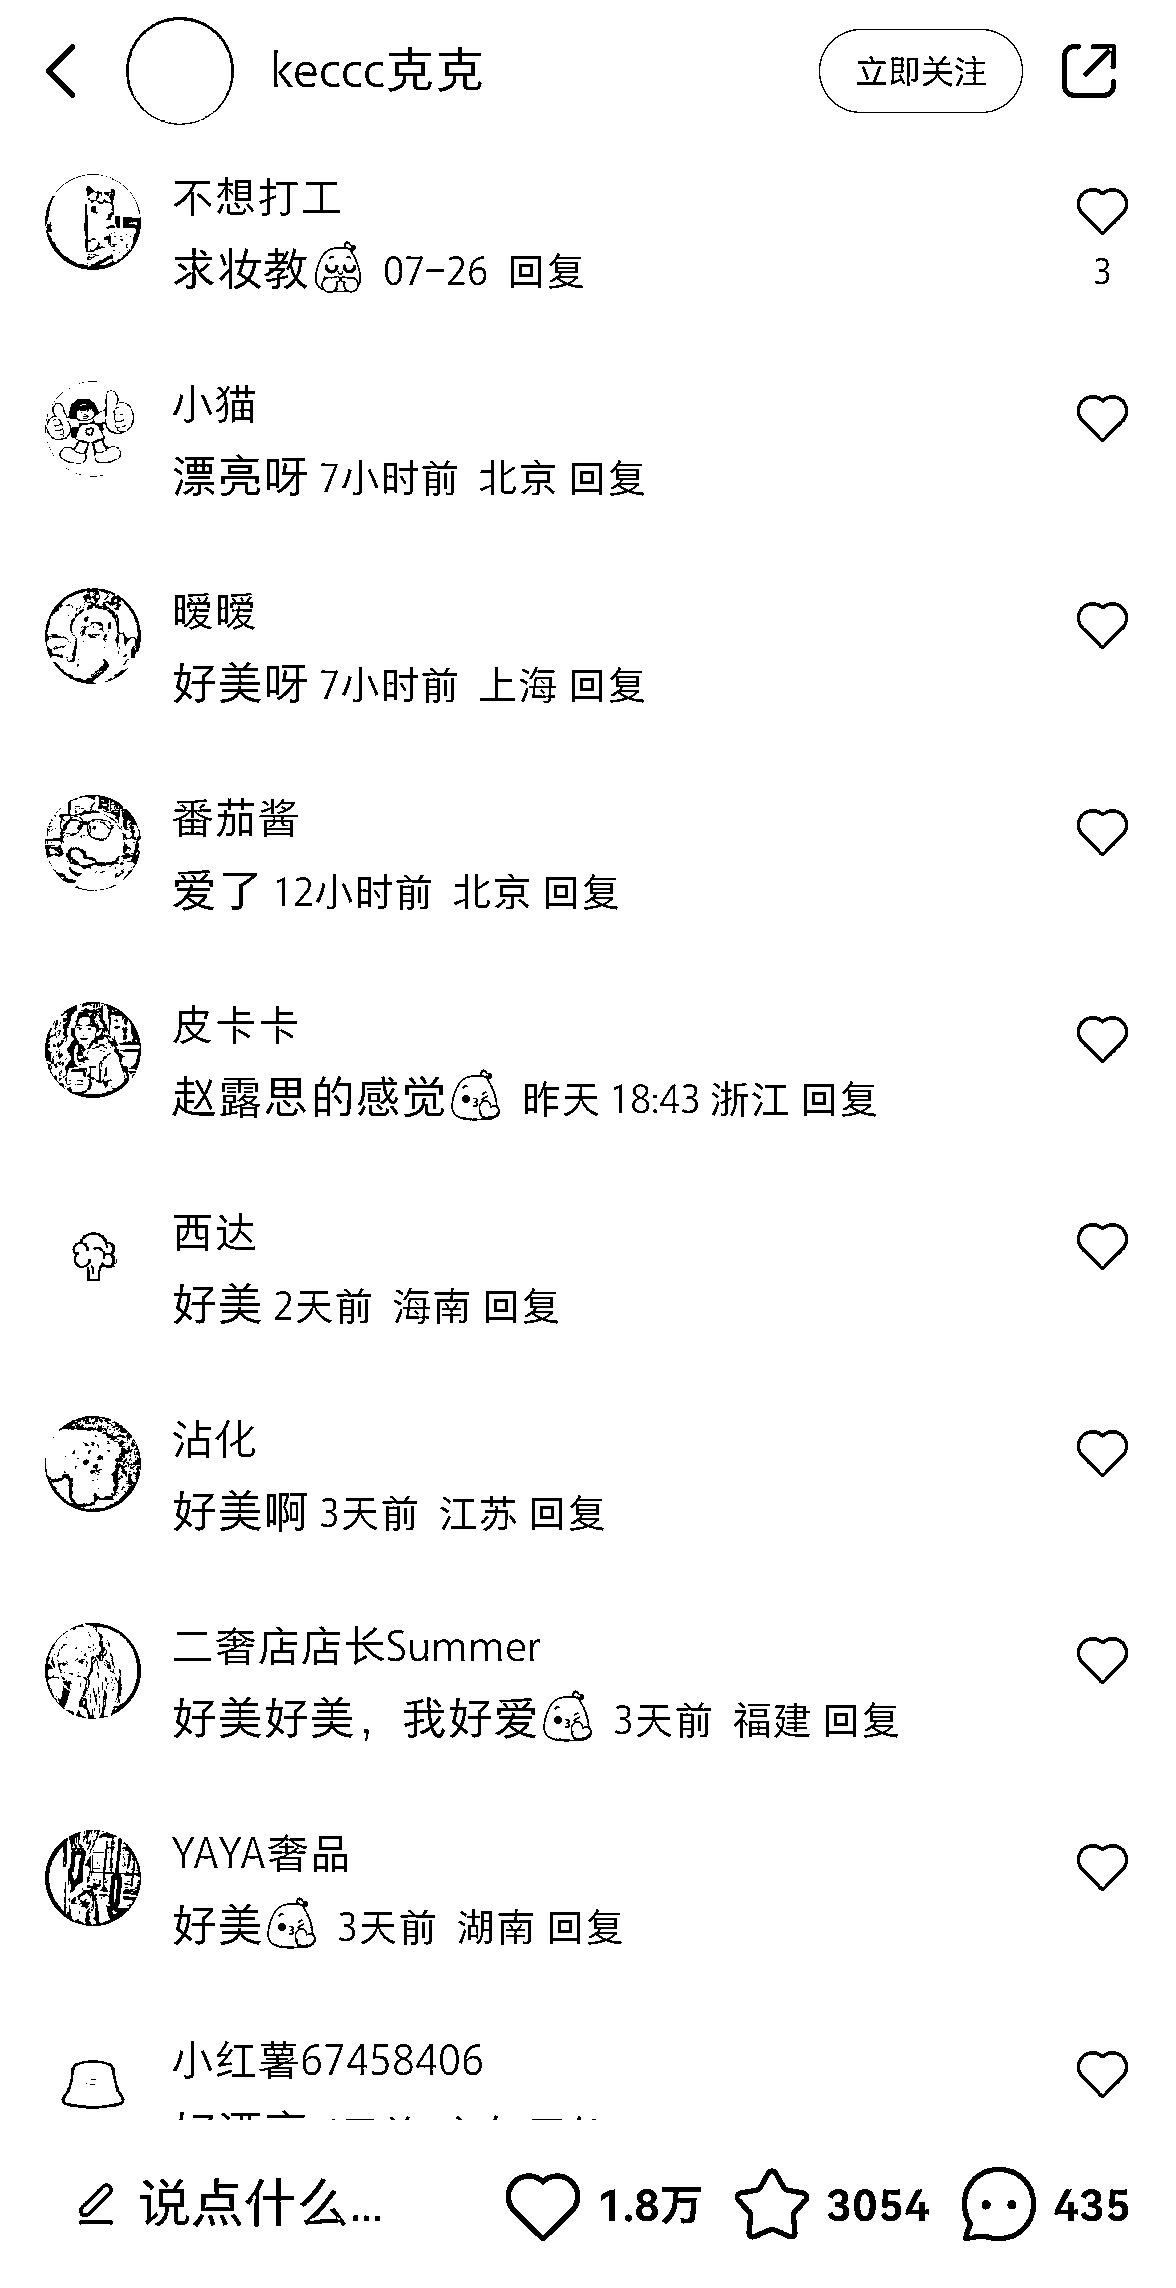 keccc克克
立即关注
不想打工
求妆教 07-26 回复
3
小猫
漂亮呀 7小时前 北京 回复
暧暧
好美呀 7小时前 上海 回复
番茄酱
爱了 12小时前 北京 回复
皮卡卡
赵露思的感觉 昨天 18:43 浙江 回复
西达
好美 2天前 海南 回复
沾化
好美啊 3天前 江苏 回复
二奢店店长Summer
好美好美，我好爱 3天前 福建 回复
YAYA奢品
好美 3天前 湖南 回复
小红薯67458406
说点什么...
1.8万
3054
435